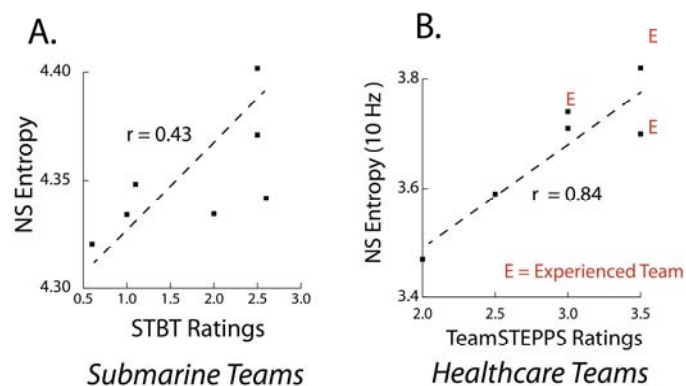 A.
4.40
4.35
4.30
NS Entropy
r = 0.43
0.5 1.0 2.0 2.5 3.0
STBT Ratings
Submarine Teams
B.
3.8
3.6
3.4
NS Entropy (10 Hz)
E
E
E
r = 0.84
E = Experienced Team
2.0 2.5 3.0 3.5
TeamSTEPPS Ratings
Healthcare Teams